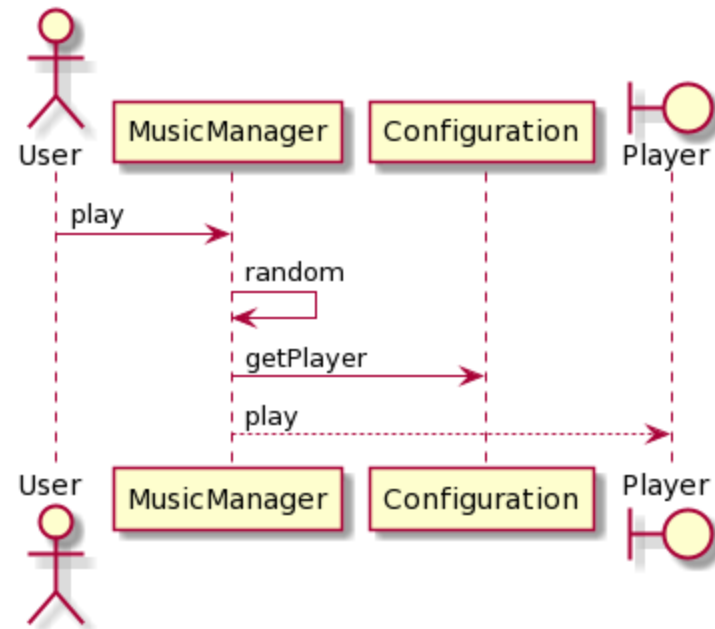 User
MusicManager
Configuration
Player
play
random
getPlayer
play
User
MusicManager
Configuration
Player